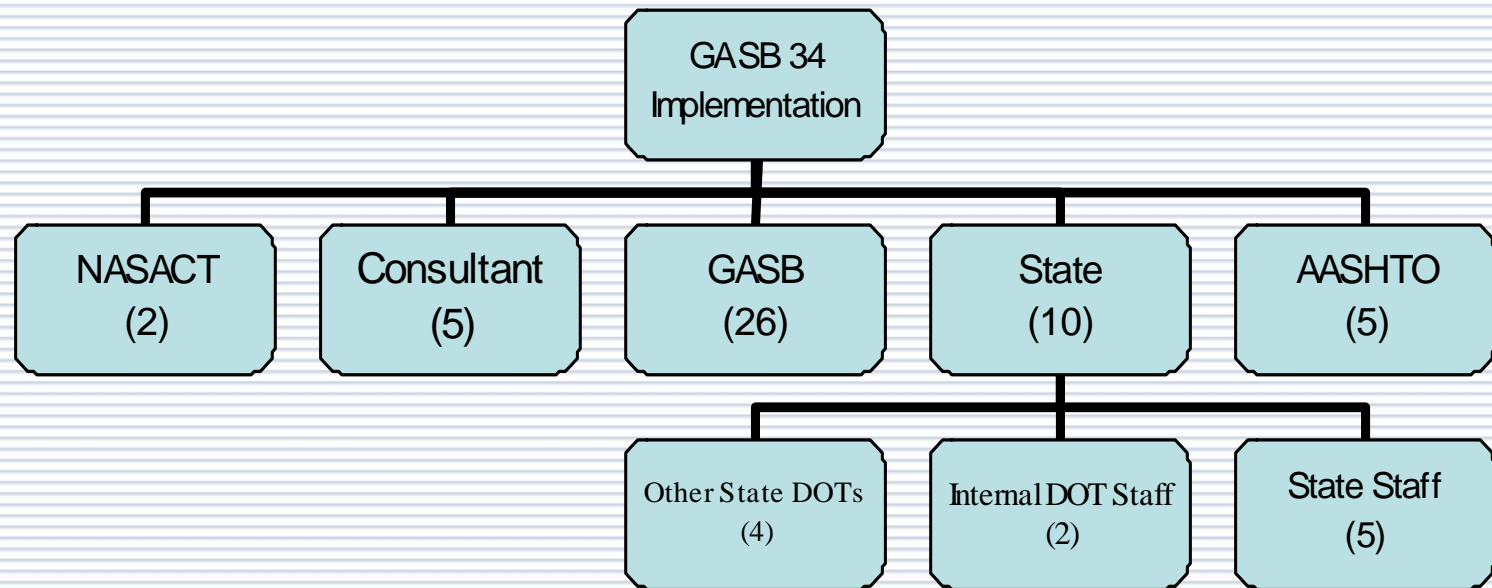 GASB 34
Implementation
NASACT
(2)
Consultant
(5)
GASB
(26)
State
(10)
AASHTO
(5)
Other State DOTs
(4)
Internal DOT Staff
(2)
State Staff
(5)